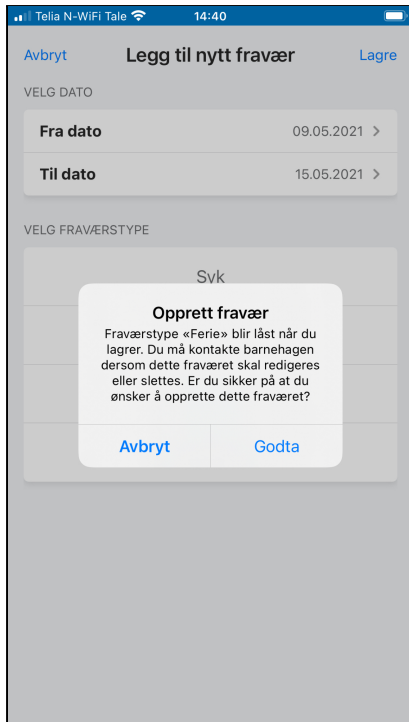 Telia N-WiFi Tale 14:40
Avbryt Legg til nytt fravær Lagre
VELG DATO
Fra dato 09.05.2021
Til dato 15.05.2021
VELG FRAVÆRSTYPE
Syk
Opprett fravær
Fraværstype «Ferie» blir låst når du
lagrer. Du må kontakte barnehagen
dersom dette fraværet skal redigeres
eller slettes. Er du sikker på at du
ønsker å opprette dette fraværet?
Avbryt Godta